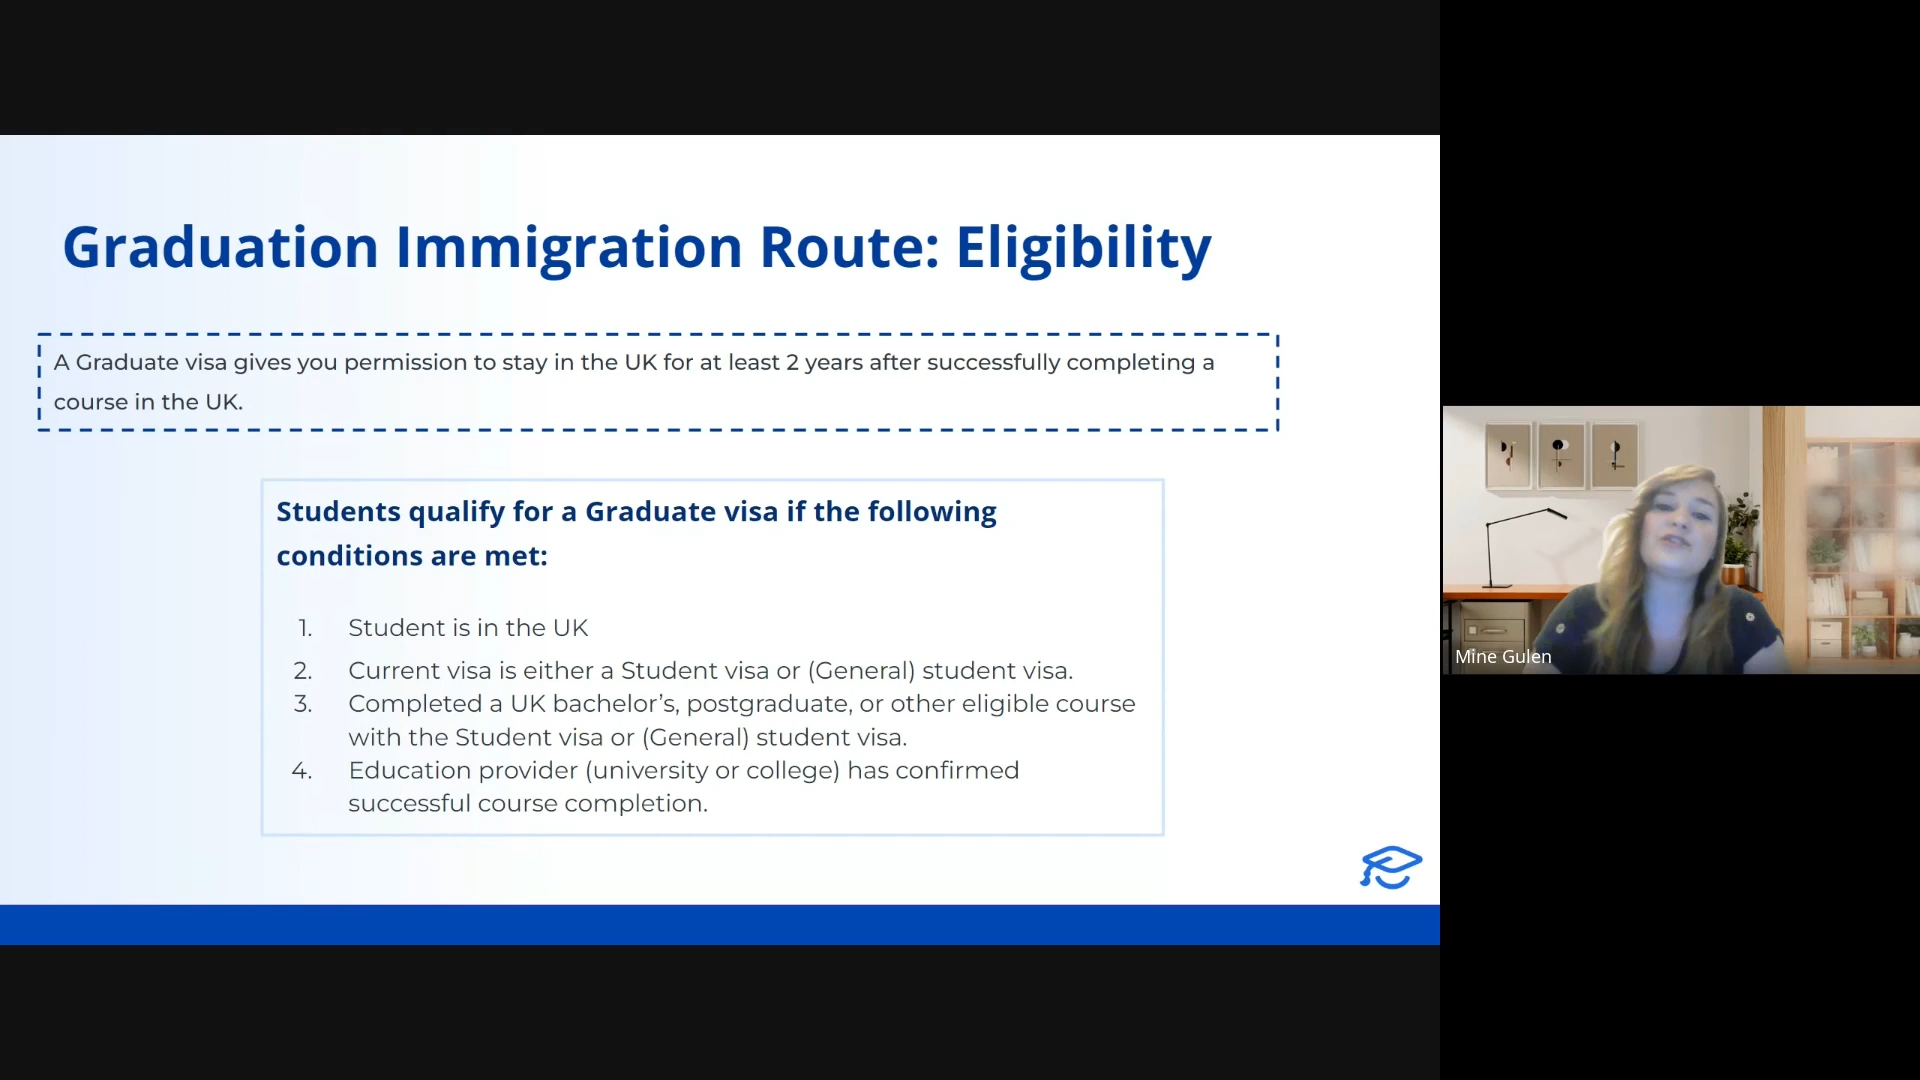 Graduation Immigration Route: Eligibility
A Graduate visa gives you permission to stay in the UK for at least 2 years after successfully completing a
course in the UK.
Students qualify for a Graduate visa if the following
conditions are met:
1. Student is in the UK
2. Current visa is either a Student visa or (General) student visa.
3. Completed a UK bachelor’s, postgraduate, or other eligible course
with the Student visa or (General) student visa.
4. Education provider (university or college) has confirmed
successful course completion.
Mine Gulen